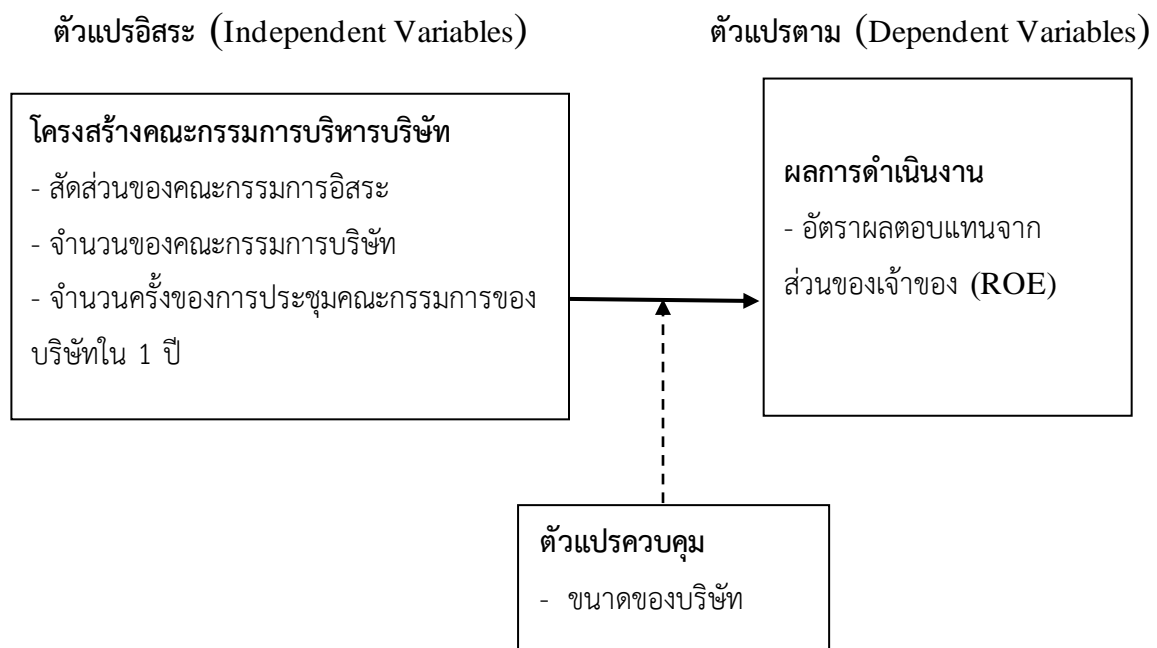 ตัวแปรอิสระ (Independent Variables)
ตัวแปรตาม (Dependent Variables)
โครงสร้างคณะกรรมการบริหารบริษัท
- สัดส่วนของคณะกรรมการอิสระ
- จำนวนของคณะกรรมการบริษัท
- จำนวนครั้งของการประชุมคณะกรรมการของ
บริษัทใน 1 ปี
ผลการดำเนินงาน
- อัตราผลตอบแทนจาก
ส่วนของเจ้าของ (ROE)
ตัวแปรควบคุม
- ขนาดของบริษัท